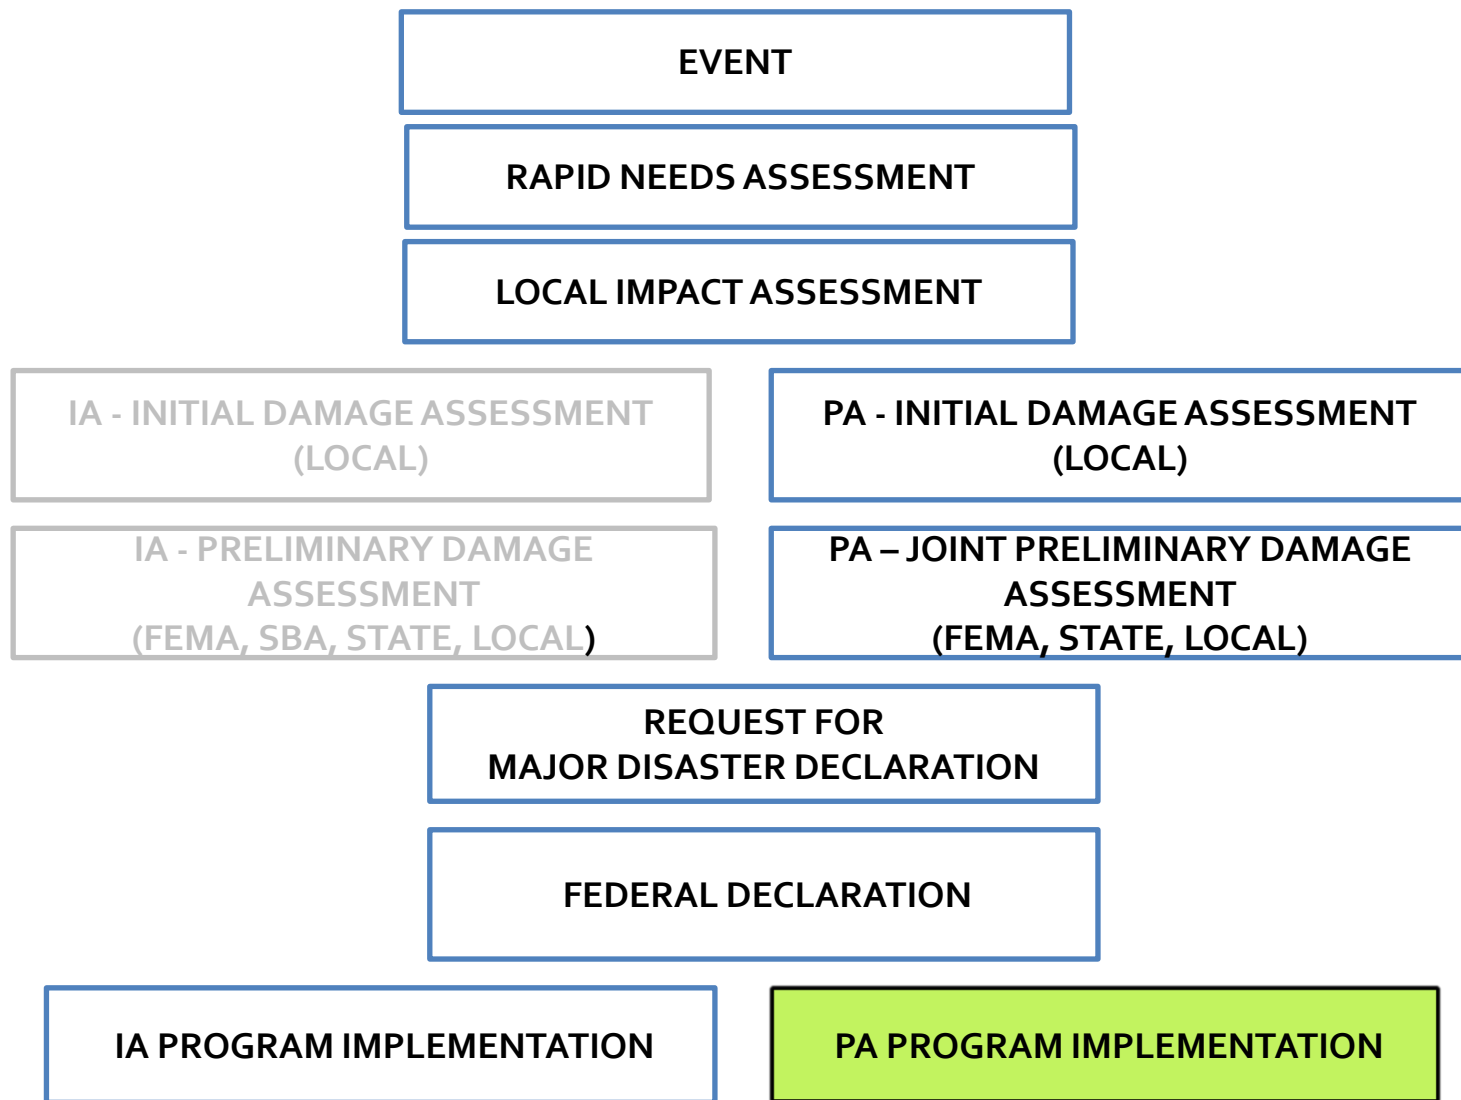 EVENT
RAPID NEEDS ASSESSMENT
LOCAL IMPACT ASSESSMENT
IA - INITIAL DAMAGE ASSESSMENT
(LOCAL)
PA - INITIAL DAMAGE ASSESSMENT
(LOCAL)
IA - PRELIMINARY DAMAGE
ASSESSMENT
(FEMA, SBA, STATE, LOCAL)
PA – JOINT PRELIMINARY DAMAGE
ASSESSMENT
(FEMA, STATE, LOCAL)
REQUEST FOR
MAJOR DISASTER DECLARATION
FEDERAL DECLARATION
IA PROGRAM IMPLEMENTATION
PA PROGRAM IMPLEMENTATION